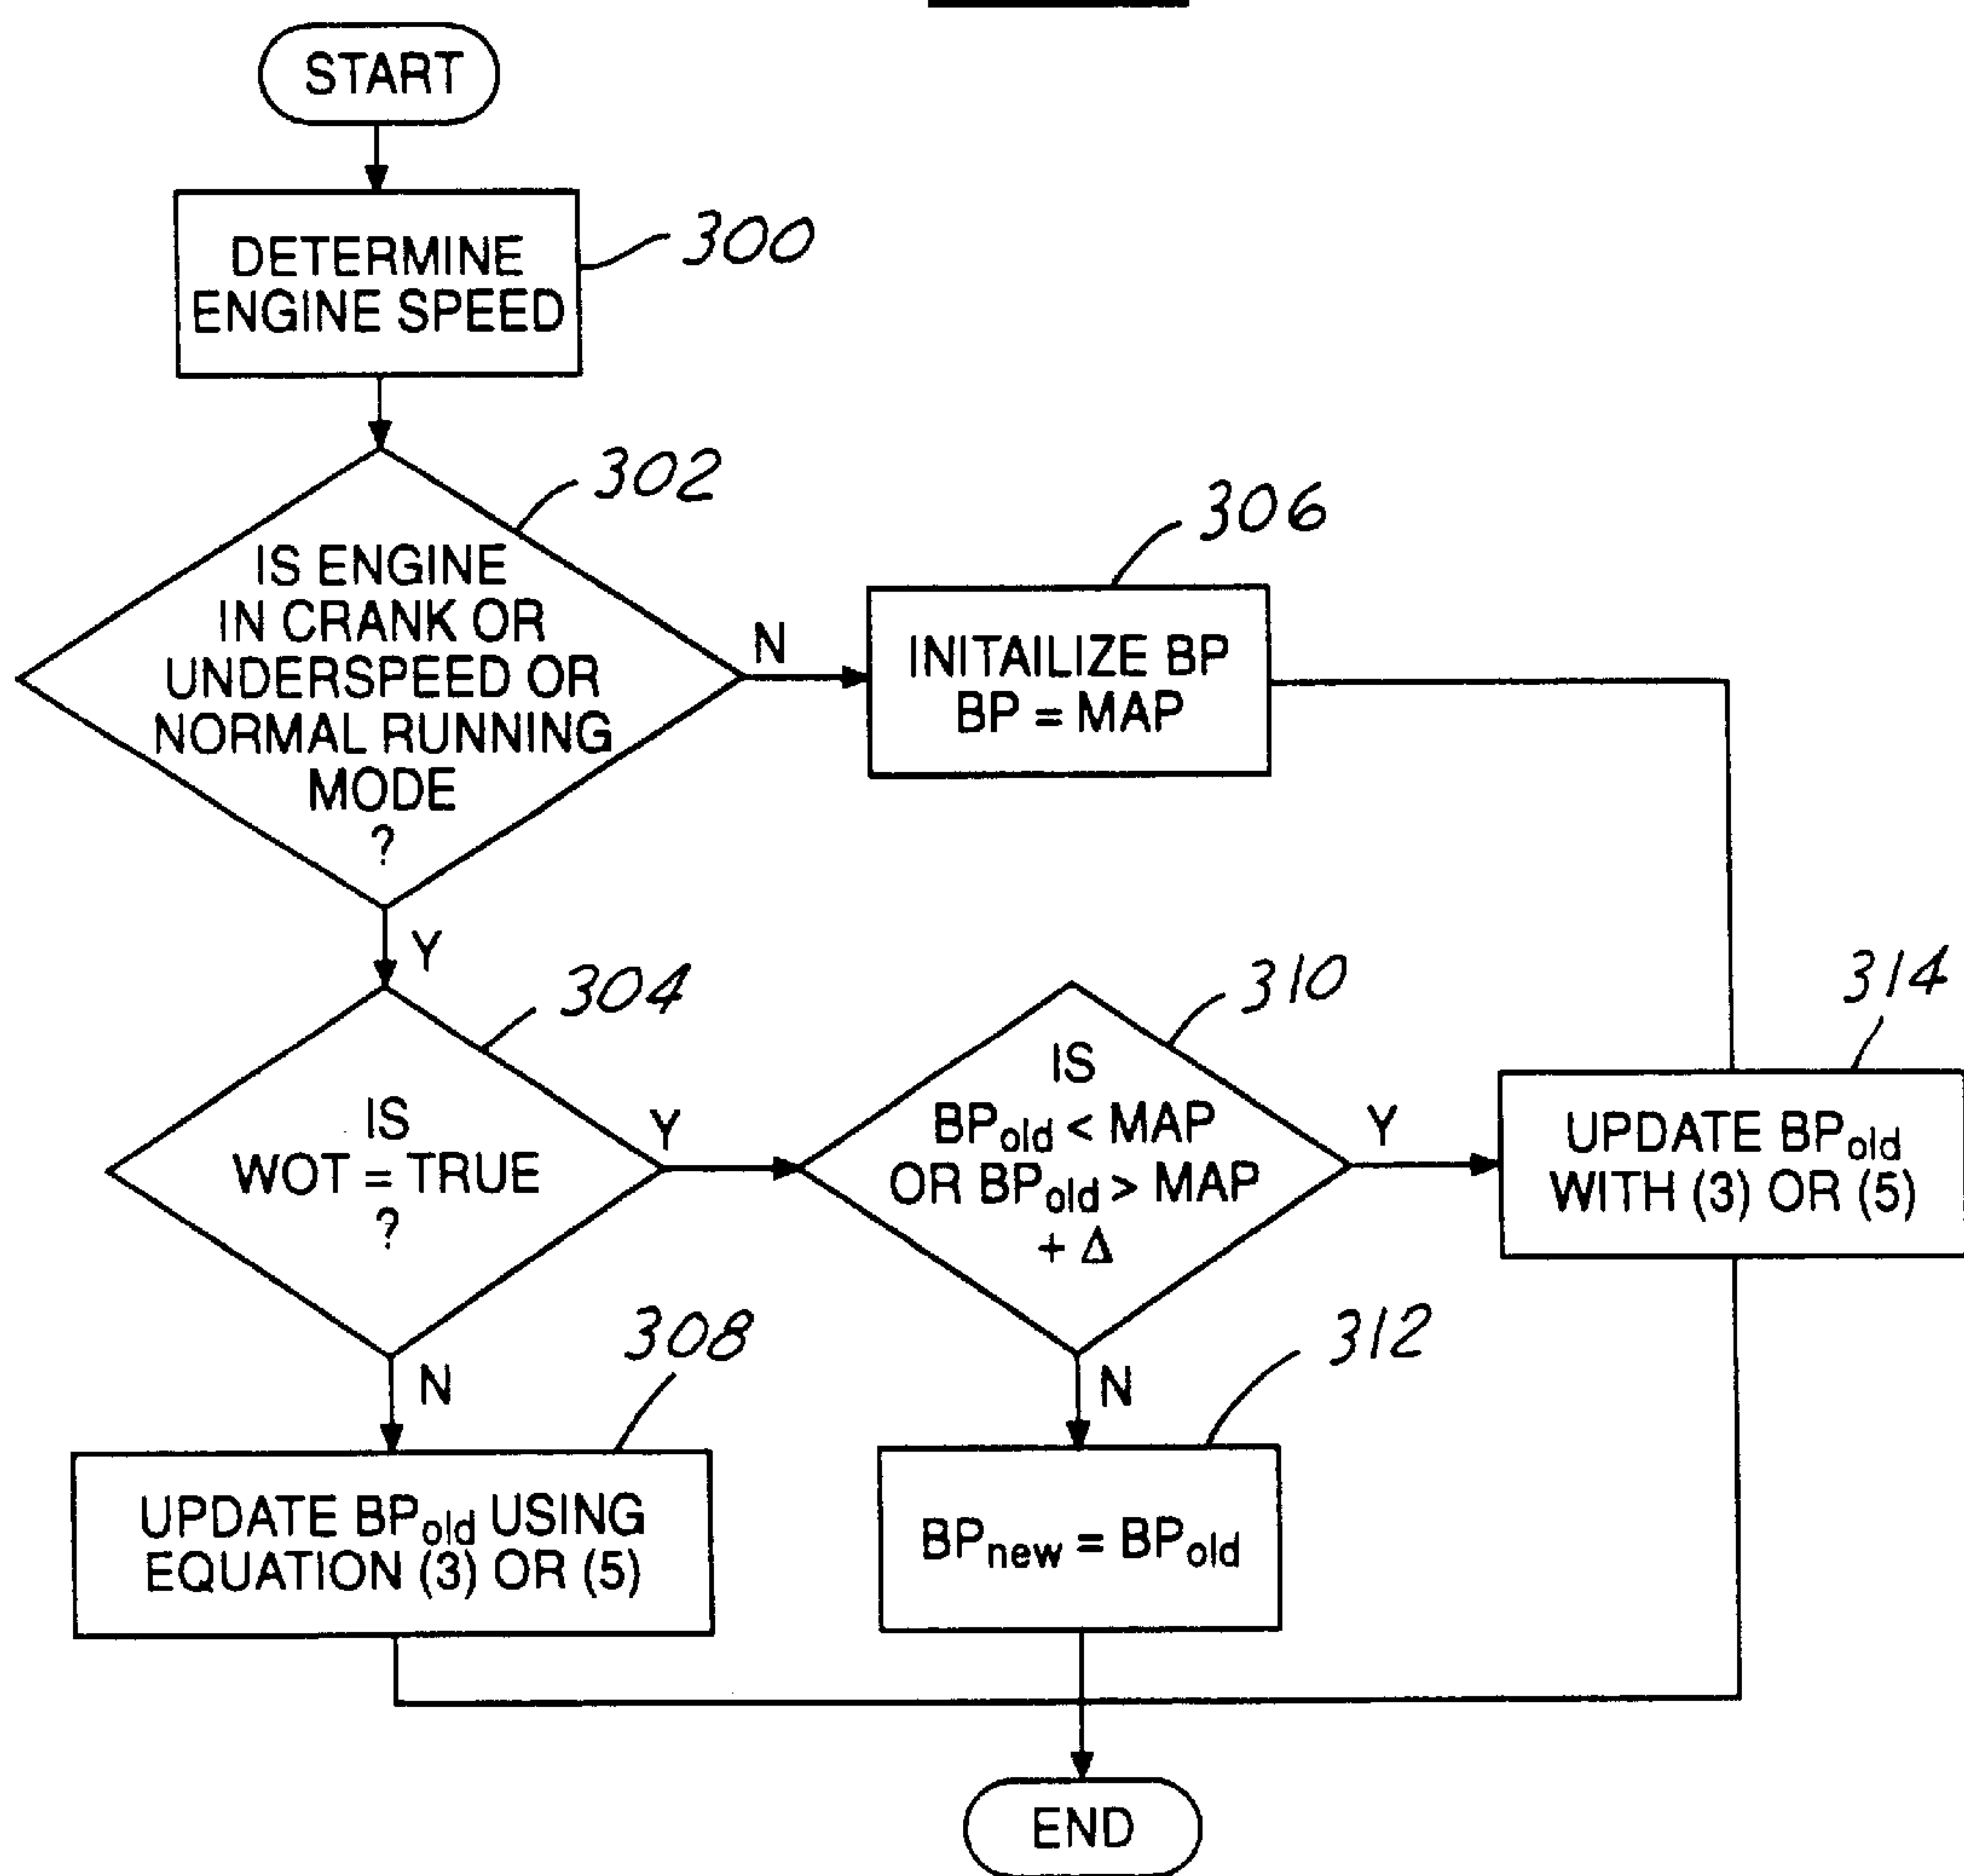 START
DETERMINE
ENGINE SPEED
300
302
IS ENGINE
IN CRANK OR
UNDERSPEED OR
NORMAL RUNNING
MODE
?
N
306
INITAILIZE BP
BP = MAP
Y
304
IS
WOT = TRUE
?
Y
310
IS
BPold < MAP
OR BPold > MAP
+ Δ
Y
314
UPDATE BPold
WITH (3) OR (5)
N
308
UPDATE BPold USING
EQUATION (3) OR (5)
N
312
BPnew = BPold
END